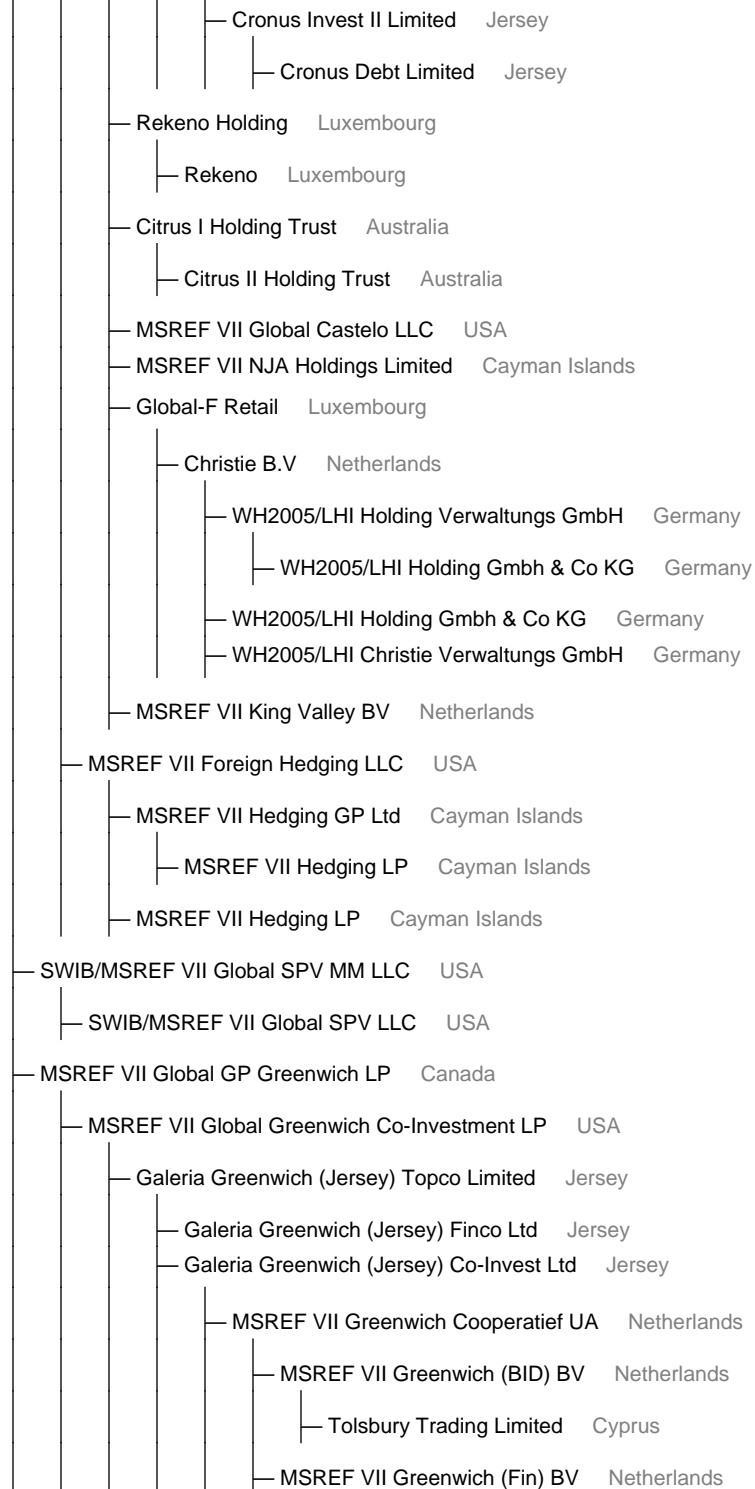 Cronus Invest II Limited Jersey
Cronus Debt Limited Jersey
Rekeno Holding Luxembourg
Rekeno Luxembourg
Citrus I Holding Trust Australia
Citrus II Holding Trust Australia
MSREF VII Global Castelo LLC USA
MSREF VII NJA Holdings Limited Cayman Islands
Global-F Retail Luxembourg
Christie B.V Netherlands
WH2005/LHI Holding Verwaltungs GmbH Germany
WH2005/LHI Holding Gmbh & Co KG Germany
WH2005/LHI Holding Gmbh & Co KG Germany
WH2005/LHI Christie Verwaltungs GmbH Germany
MSREF VII King Valley BV Netherlands
MSREF VII Foreign Hedging LLC USA
MSREF VII Hedging GP Ltd Cayman Islands
MSREF VII Hedging LP Cayman Islands
MSREF VII Hedging LP Cayman Islands
SWIB/MSREF VII Global SPV MM LLC USA
SWIB/MSREF VII Global SPV LLC USA
MSREF VII Global GP Greenwich LP Canada
MSREF VII Global Greenwich Co-Investment LP USA
Galeria Greenwich (Jersey) Topco Limited Jersey
Galeria Greenwich (Jersey) Finco Ltd Jersey
Galeria Greenwich (Jersey) Co-Invest Ltd Jersey
MSREF VII Greenwich Cooperatief UA Netherlands
MSREF VII Greenwich (BID) BV Netherlands
Tolsbury Trading Limited Cyprus
MSREF VII Greenwich (Fin) BV Netherlands